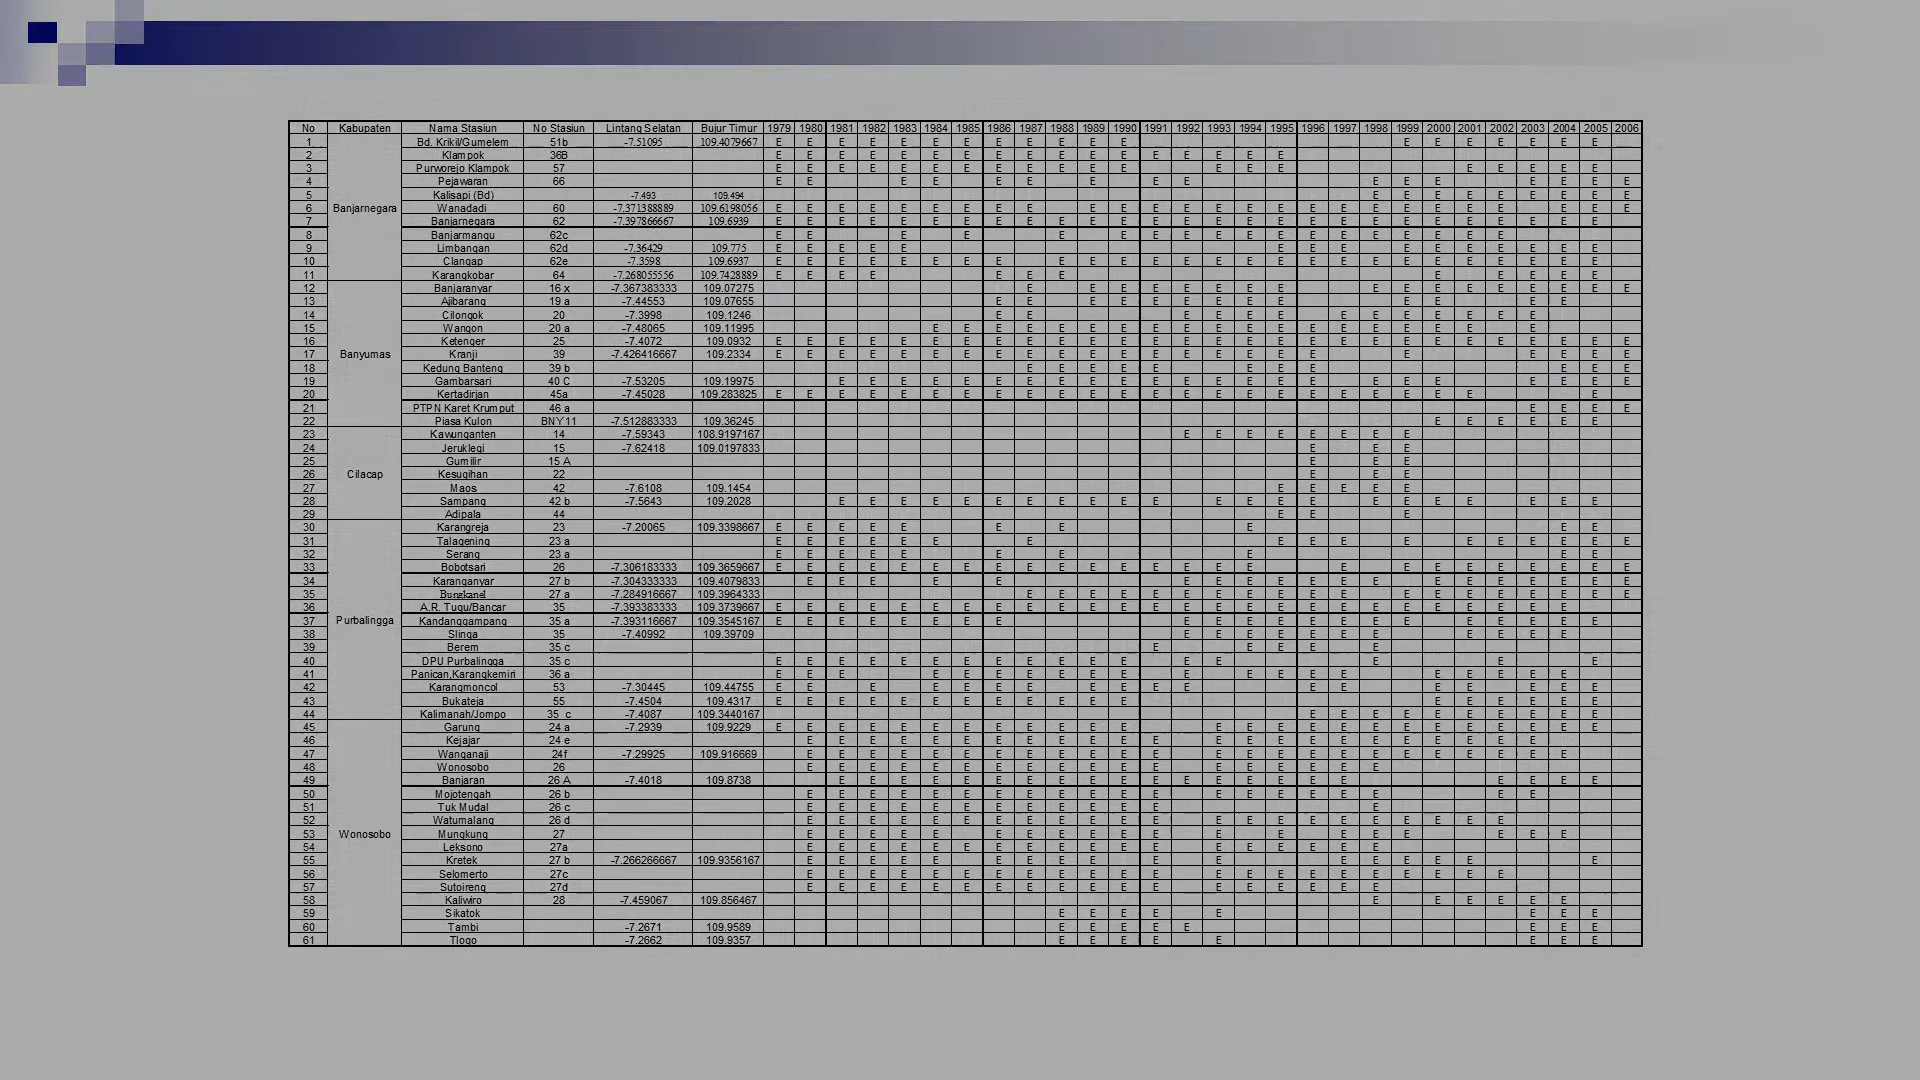 No Kabupaten Nama Stasiun No Stasiun Lintang Selatan Bujur Timur 1979 1980 1981 1982 1983 1984 1985 1986 1987 1988 1989 1990 1991 1992 1993 1994 1995 1996 1997 1998 1999 2000 2001 2002 2003 2004 2005 2006
1 Bd. Krikil/Gumelem 51b -7.51095 109.4079667 E E E E E E E E E E E E E E E E E E E
2 Klampok 36B E E E E E E E E E E E E E E E E E
3 Purworejo Klampok 57 E E E E E E E E E E E E E E E E E E E E
4 Pejawaran 66 E E E E E E E E E E E E E E E E
5 Kalisapi (Bd) -7.493 109.494 E E E E E E E E E
6 Banjarnegara Wanadadi 60 -7.371388889 109.6198056 E E E E E E E E E E E E E E E E E E E E E E E E E
7 Banjarnegara 62 -7.397866667 109.6939 E E E E E E E E E E E E E E E E E E E E E E E E E E E
8 Banjarmangu 62c E E E E E E E E E E E E E E E E E E E
9 Limbangan 62d -7.36429 109.775 E E E E E E E E E E E E E E E
10 Clangap 62e -7.3598 109.6937 E E E E E E E E E E E E E E E E E E E E E E E E E E
11 Karangkobar 64 -7.268055556 109.7428889 E E E E E E E E E E E E
12 Banjaranyar 16 x -7.367383333 109.07275 E E E E E E E E E E E E E E E E E
13 Ajibarang 19 a -7.44553 109.07655 E E E E E E E E E E E E E
14 Cilongok 20 -7.3998 109.1246 E E E E E E E E E E E E E
15 Wangon 20 a -7.48065 109.11995 E E E E E E E E E E E E E E E E E E E
16 Ketenger 25 -7.4072 109.0932 E E E E E E E E E E E E E E E E E E E E E E E E E E E E
17 Banyumas Kranji 39 -7.426416667 109.2334 E E E E E E E E E E E E E E E E E E E E E E E
18 Kedung Banteng 39 b E E E E E E E E E E E
19 Gambarsari 40 C -7.53205 109.19975 E E E E E E E E E E E E E E E E E E E E E E E
20 Kertadirjan 45a -7.45028 109.283825 E E E E E E E E E E E E E E E E E E E E E E E E
21 PTPN Karet Krumput 46 a E E E E
22 Piasa Kulon BNY 11 -7.512883333 109.36245 E E E E E E
23 Kawunganten 14 -7.59343 108.9197167 E E E E E E E E
24 Jeruklegi 15 -7.62418 109.0197833 E E E
25 Gumilir 15 A E E E
26 Cilacap Kesugihan 22 E E E
27 Maos 42 -7.6108 109.1454 E E E E E
28 Sampang 42 b -7.5643 109.2028 E E E E E E E E E E E E E E E E E E E E E E
29 Adipala 44 E E E
30 Karangreja 23 -7.20065 109.3398667 E E E E E E E E E E
31 Talagening 23 a E E E E E E E E E E E E E E E E E
32 Serang 23 a E E E E E E E E E E
33 Bobotsari 26 -7.306183333 109.3659667 E E E E E E E E E E E E E E E E E E E E E E E E E
34 Karanganyar 27 b -7.304333333 109.4079833 E E E E E E E E E E E E E E E E E E E
35 Bungkanel 27 a -7.284916667 109.3964333 E E E E E E E E E E E E E E E E E E E
36 A.R. Tugu/Bancar 35 -7.393383333 109.3739667 E E E E E E E E E E E E E E E E E E E E E E E E E E
37 Purbalingga Kandanggampang 35 a -7.393116667 109.3545167 E E E E E E E E E E E E E E E E E E E E E
38 Slinga 35 -7.40992 109.39709 E E E E E E E E E E E
39 Berem 35 c E E E E E
40 DPU Purbalingga 35 c E E E E E E E E E E E E E E E E E
41 Panican,Karangkemiri 36 a E E E E E E E E E E E E E E E E E E E
42 Karangmoncol 53 -7.30445 109.44755 E E E E E E E E E E E E E E E E E E E
43 Bukateja 55 -7.4504 109.4317 E E E E E E E E E E E E E E E E E E
44 Kalimanah/Jompo 35 c -7.4087 109.3440167 E E E E E E E E E E
45 Garung 24 a -7.2939 109.9229 E E E E E E E E E E E E E E E E E E E E E E E E E
46 Kejajar 24 e E E E E E E E E E E E E E E E E E E E E E E E
47 Wanganaji 24f -7.29925 109.916669 E E E E E E E E E E E E E E E E E E E E E E E E
48 Wonosobo 26 E E E E E E E E E E E E E E E E E E
49 Banjaran 26 A -7.4018 109.8738 E E E E E E E E E E E E E E E E E E E E E
50 Mojotengah 26 b E E E E E E E E E E E E E E E E E E E E
51 Tuk Mudal 26 c E E E E E E E E E E E E E
52 Watumalang 26 d E E E E E E E E E E E E E E E E E E E E E E
53 Wonosobo Mungkung 27 E E E E E E E E E E E E E E E E E E E E
54 Leksono 27a E E E E E E E E E E E E E E E E E E E
55 Kretek 27 b -7.266266667 109.9356167 E E E E E E E E E E E E E E E E E E E
56 Selomerto 27c E E E E E E E E E E E E E E E E E E E E E E
57 Sutoireng 27d E E E E E E E E E E E E E E E E E E
58 Kaliwiro 28 -7.459067 109.856467 E E E E E E
59 Sikatok E E E E E E E E
60 Tambi -7.2671 109.9589 E E E E E E E E
61 Tlogo -7.2662 109.9357 E E E E E E E E